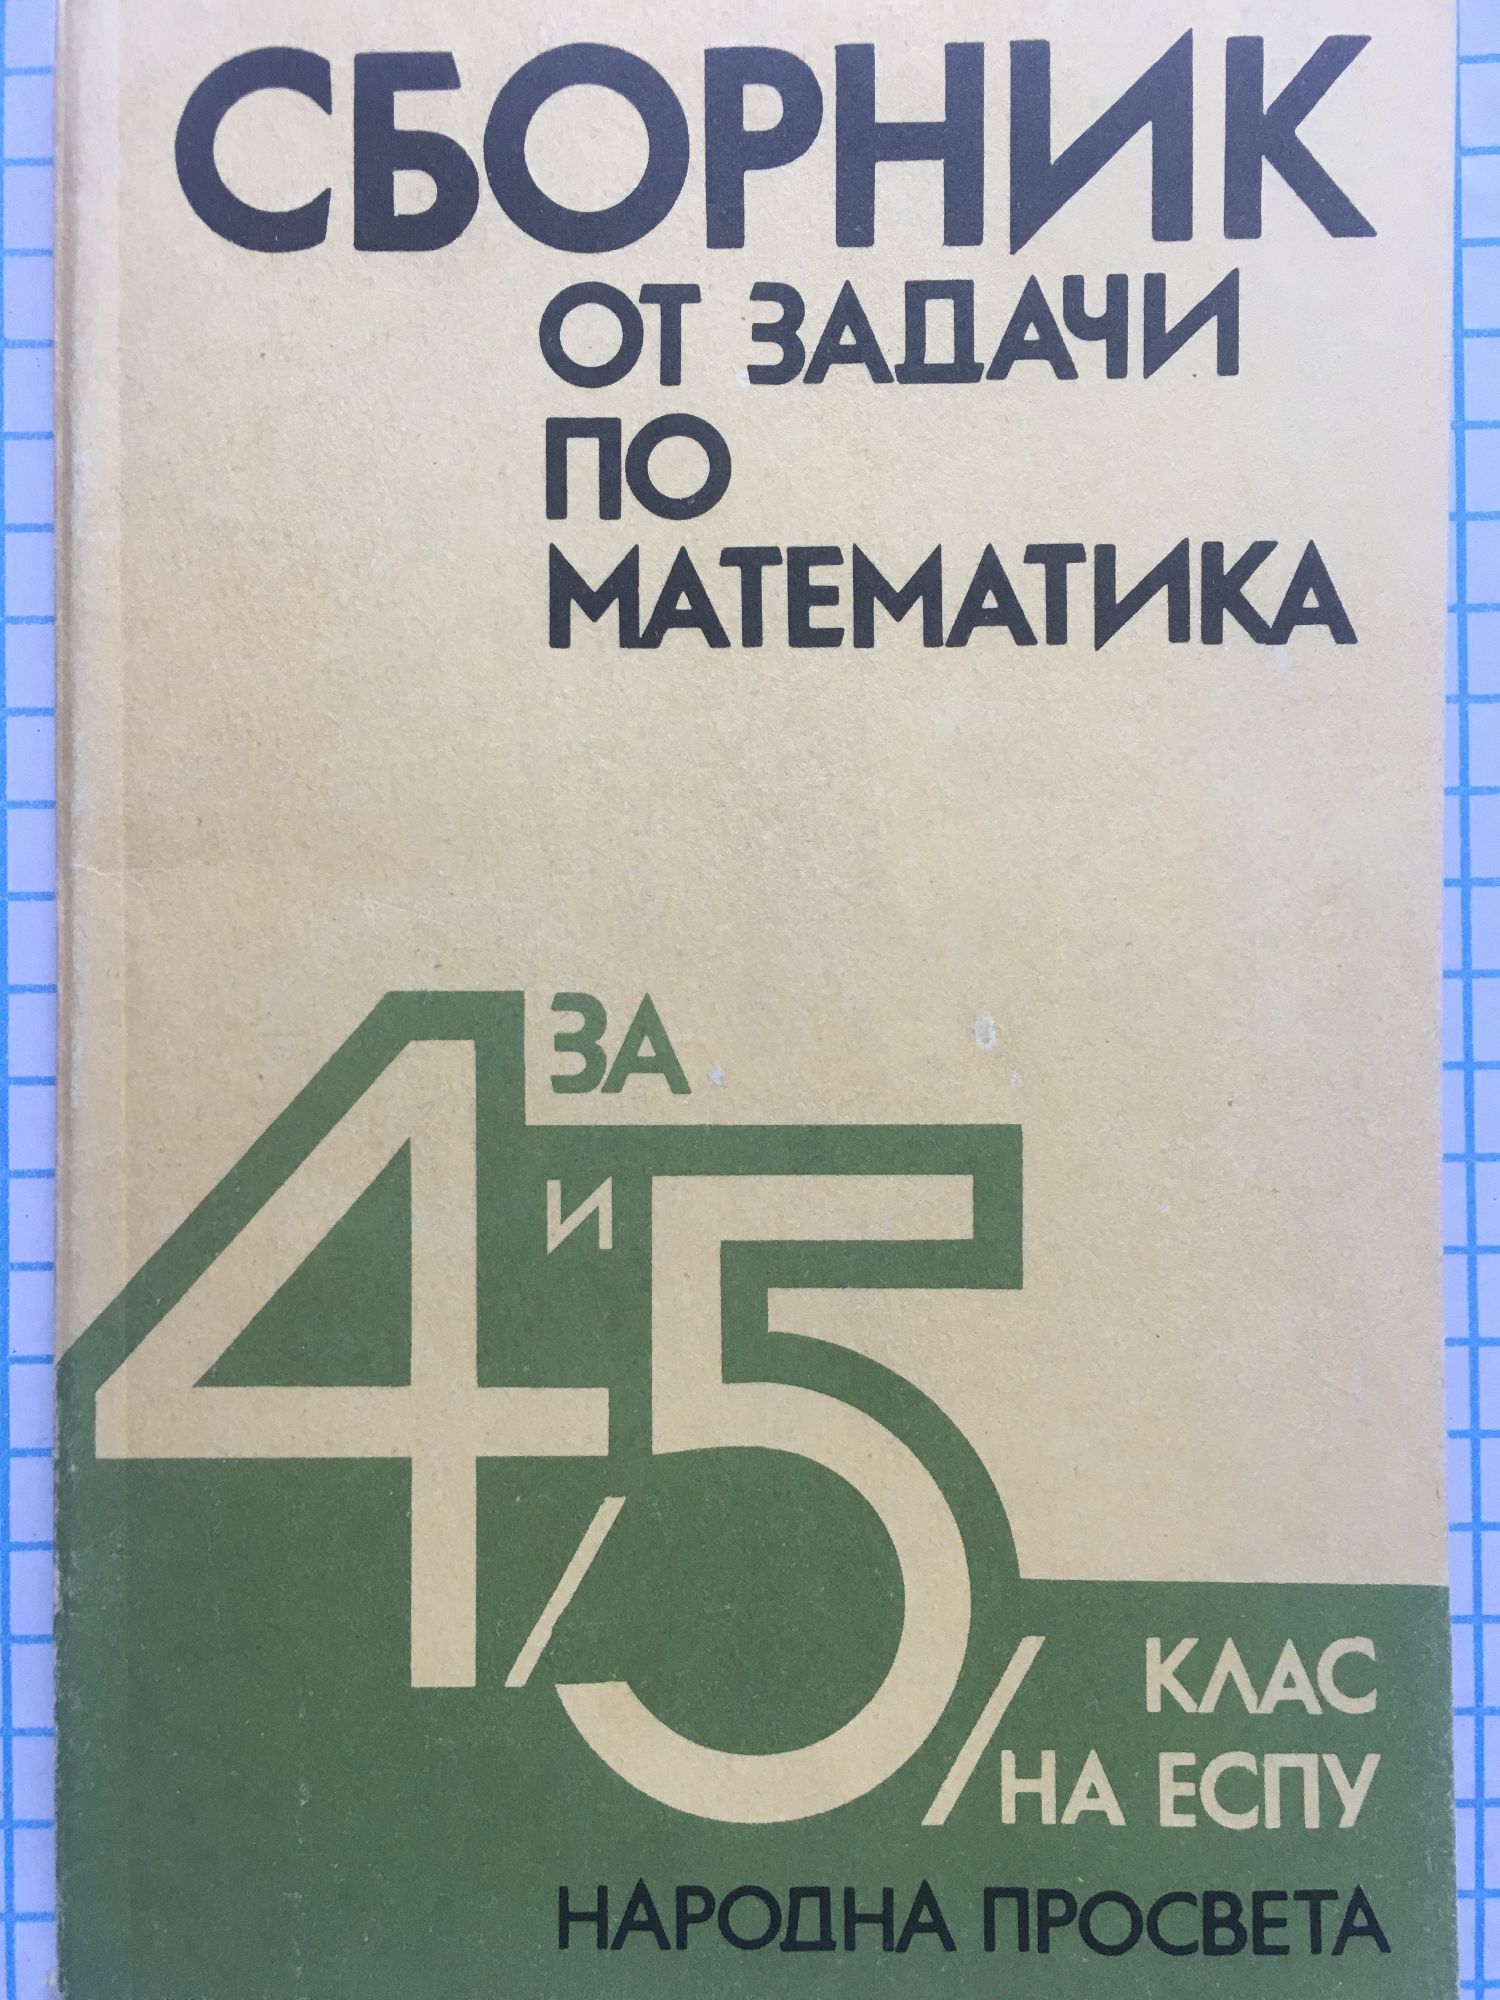 СБОРНИК
ОТ ЗАДАЧИ
ПО
МАТЕМАТИКА
ЗА
4 И 5
КЛАС
НА ЕСПУ
НАРОДНА ПРОСВЕТА